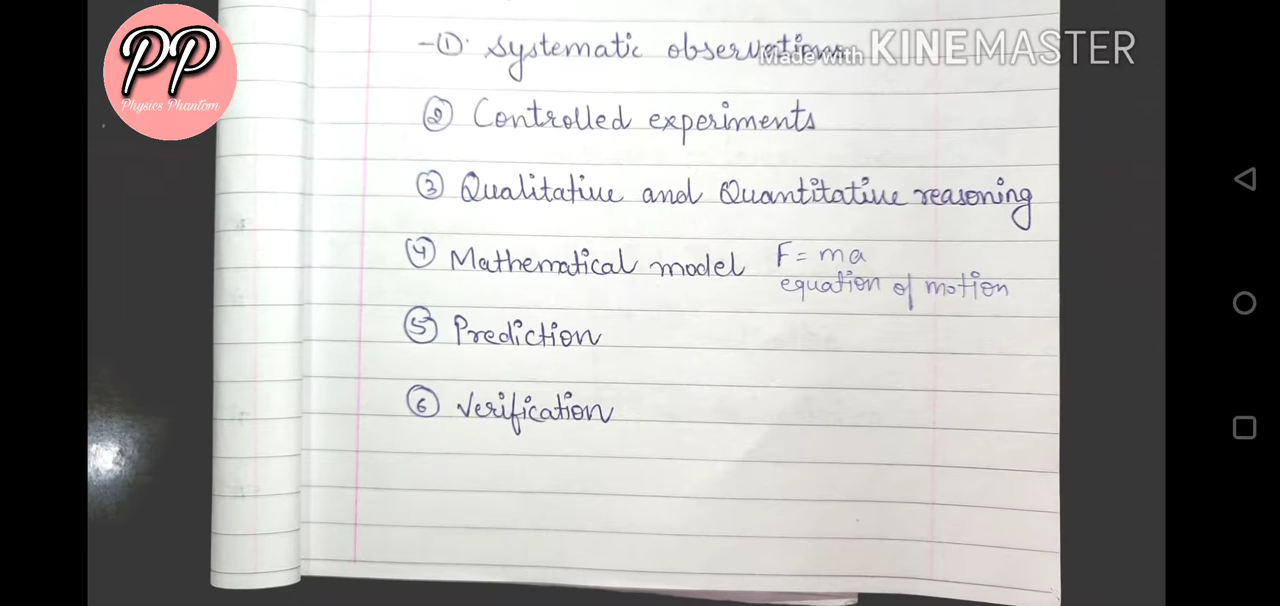 PP
Physics Phantom
-① Systematic observations
Made with KINEMASTER
② Controlled experiments
③ Qualitative and Quantitative reasoning
④ Mathematical model F = ma
equation of motion
⑤ Prediction
⑥ Verification